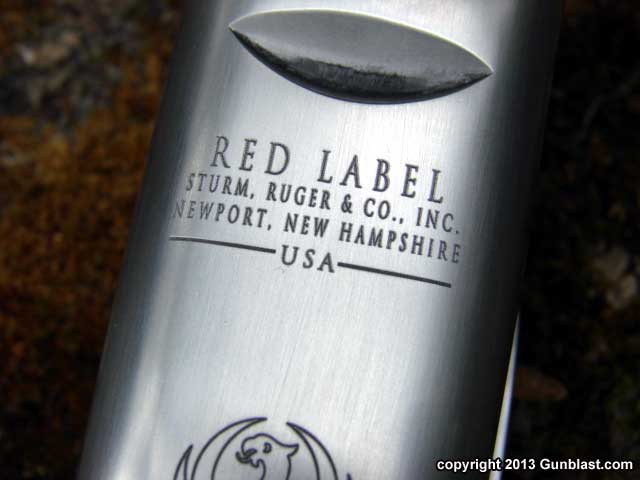 RED LABEL
STURM, RUGER & CO., INC.
NEWPORT, NEW HAMPSHIRE
USA
copyright 2013 Gunblast.com